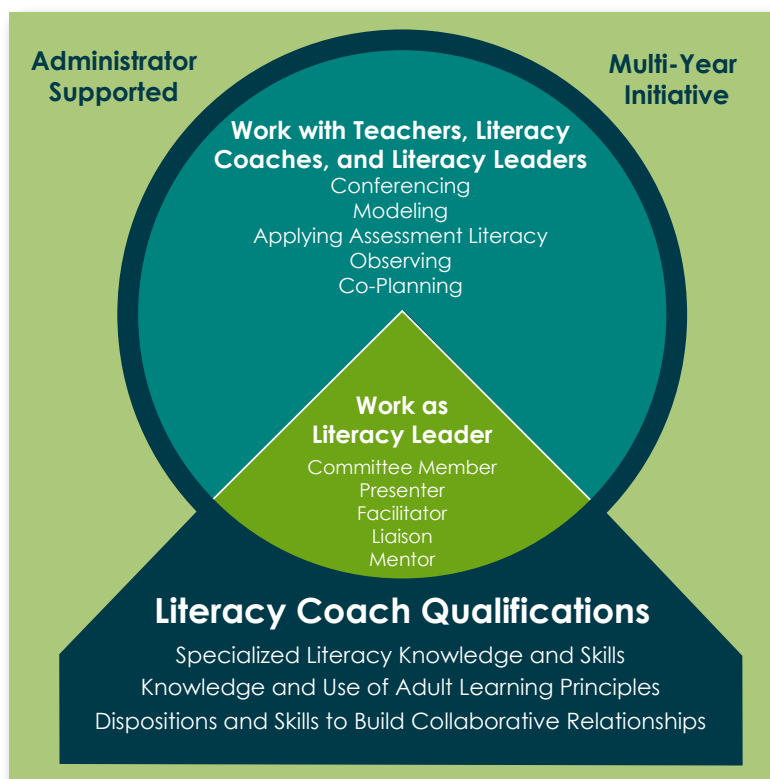 Administrator
Supported
Multi-Year
Initiative
Work with Teachers, Literacy
Coaches, and Literacy Leaders
Conferencing
Modeling
Applying Assessment Literacy
Observing
Co-Planning
Work as
Literacy Leader
Committee Member
Presenter
Facilitator
Liaison
Mentor
Literacy Coach Qualifications
Specialized Literacy Knowledge and Skills
Knowledge and Use of Adult Learning Principles
Dispositions and Skills to Build Collaborative Relationships